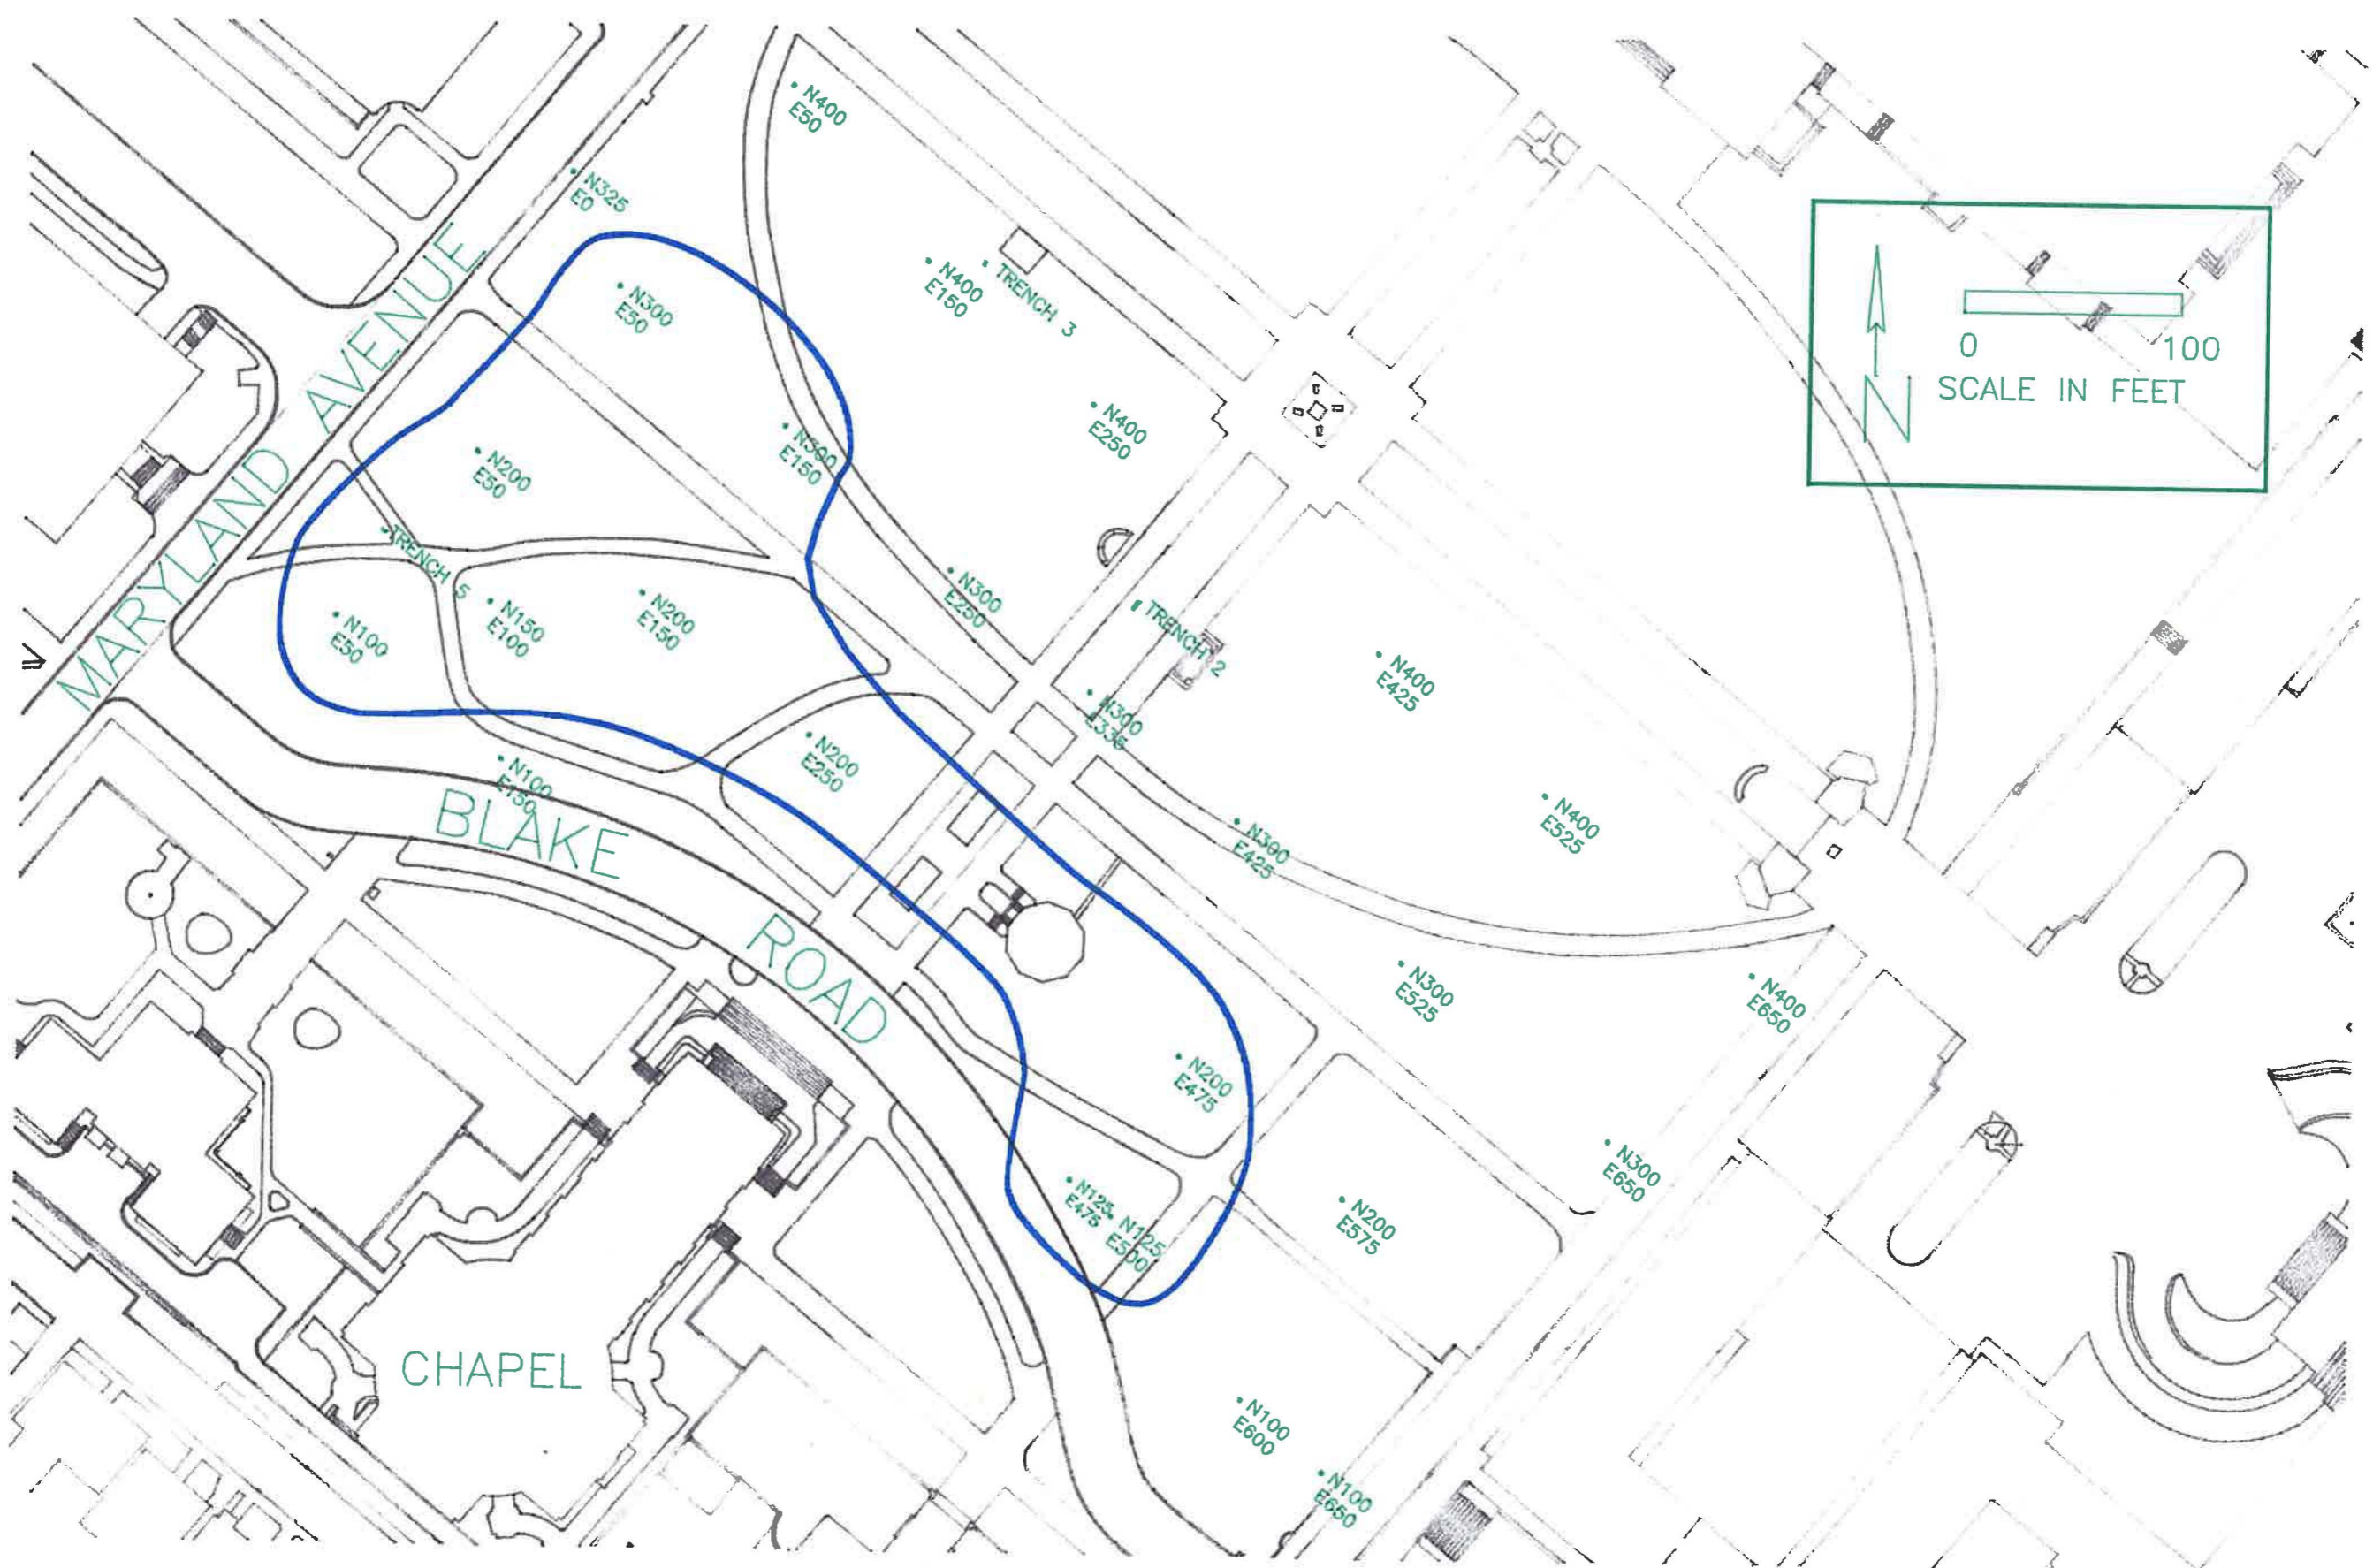 N400
E50
N325
E0
N300
E50
N400
E150
TRENCH 3
0 100
SCALE IN FEET
N
MARYLAND AVENUE
N400
E250
N300
E150
N200
E50
TRENCH 5
N100
E50
N150
E100
N200
E150
N300
E250
TRENCH 2
N400
E425
N300
E335
N200
E250
N100
E150
BLAKE ROAD
N300
E425
N400
E525
N300
E525
N400
E650
N200
E475
N300
E650
N125
E475
N125
E500
N200
E575
CHAPEL
N100
E600
N100
E650